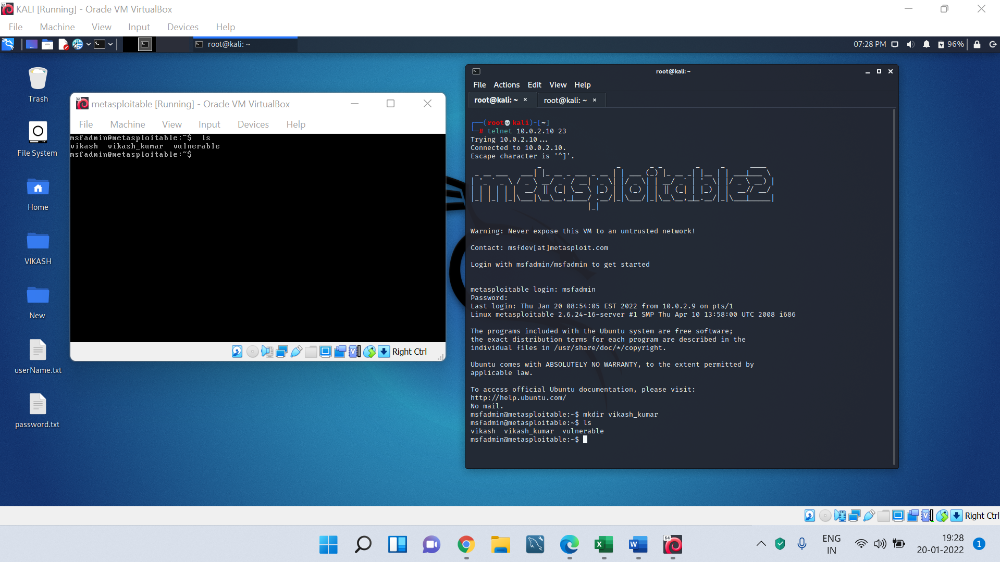 KALI [Running] - Oracle VM VirtualBox
File Machine View Input Devices Help
root@kali: ~
07:28 PM 96%
Trash
File System
Home
VIKASH
New
userName.txt
password.txt
64 metasploitable [Running] - Oracle VM VirtualBox
File Machine View Input Devices Help
msfadmin@metasploitable:~$ ls
vikash vikash_kumar vulnerable
msfadmin@metasploitable:~$
Right Ctrl
root@kali: ~
File Actions Edit View Help
root@kali: ~ × root@kali: ~ ×
(root💀kali)-[~]
# telnet 10.0.2.10 23
Trying 10.0.2.10...
Connected to 10.0.2.10.
Escape character is '^]'.
metasploitable2
Warning: Never expose this VM to an untrusted network!
Contact: msfdev[at]metasploit.com
Login with msfadmin/msfadmin to get started
metasploitable login: msfadmin
Password:
Last login: Thu Jan 20 08:54:05 EST 2022 from 10.0.2.9 on pts/1
Linux metasploitable 2.6.24-16-server #1 SMP Thu Apr 10 13:58:00 UTC 2008 i686
The programs included with the Ubuntu system are free software;
the exact distribution terms for each program are described in the
individual files in /usr/share/doc/*/copyright.
Ubuntu comes with ABSOLUTELY NO WARRANTY, to the extent permitted by
applicable law.
To access official Ubuntu documentation, please visit:
http://help.ubuntu.com/
No mail.
msfadmin@metasploitable:~$ mkdir vikash_kumar
msfadmin@metasploitable:~$ ls
vikash vikash_kumar vulnerable
msfadmin@metasploitable:~$
Right Ctrl
64
ENG
IN
19:28
20-01-2022
1